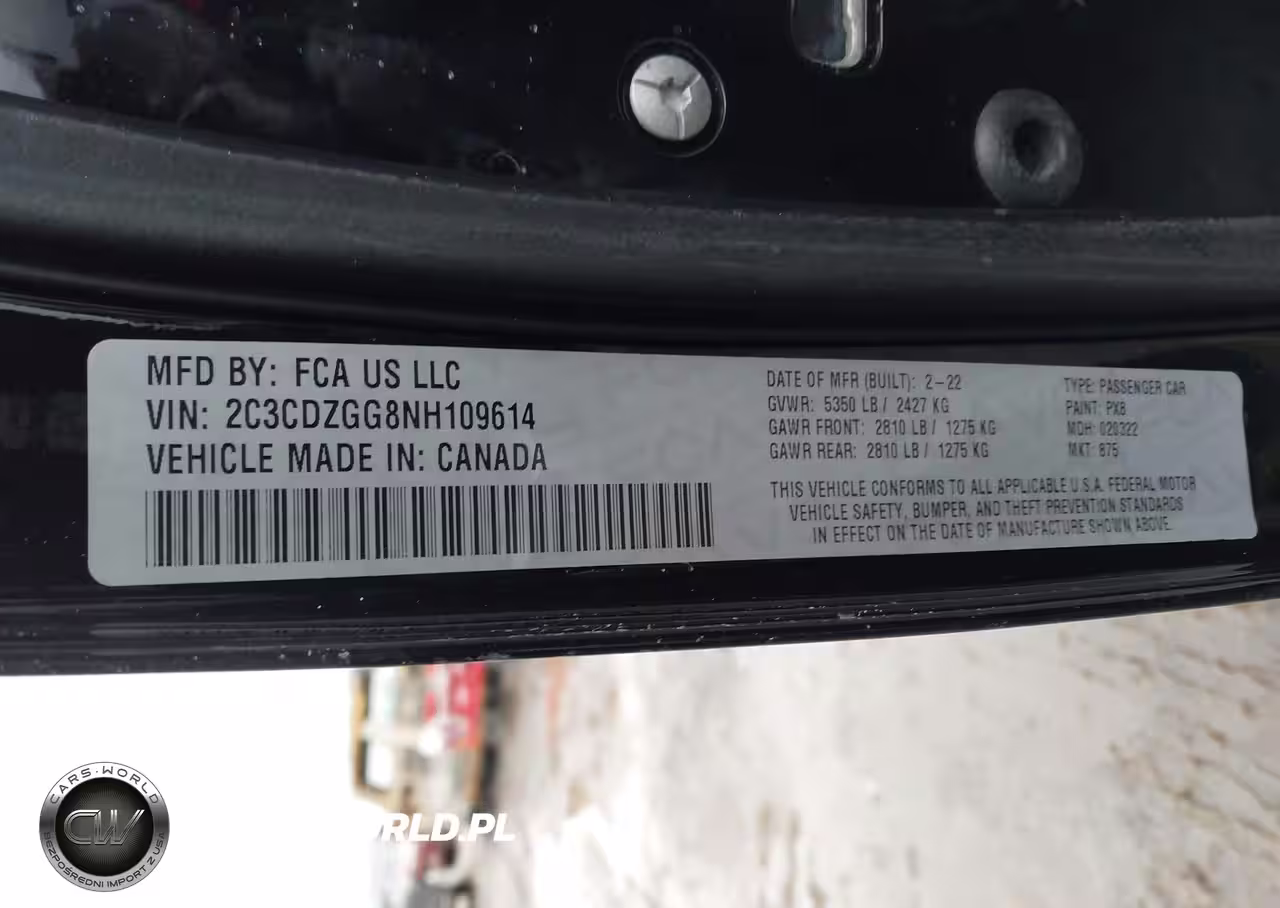 MFD BY: FCA US LLC
VIN: 2C3CDZGG8NH109614
VEHICLE MADE IN: CANADA
DATE OF MFR (BUILT): 2-22
GVWR: 5350 LB / 2427 KG
GAWR FRONT: 2810 LB / 1275 KG
GAWR REAR: 2810 LB / 1275 KG
TYPE: PASSENGER CAR
PAINT: PX8
MDH: 020322
MKT: 875
THIS VEHICLE CONFORMS TO ALL APPLICABLE U.S.A. FEDERAL MOTOR
VEHICLE SAFETY, BUMPER, AND THEFT PREVENTION STANDARDS
IN EFFECT ON THE DATE OF MANUFACTURE SHOWN ABOVE.
CARS-WORLD
CW
BEZPOŚREDNI IMPORT Z USA
RLD.PL